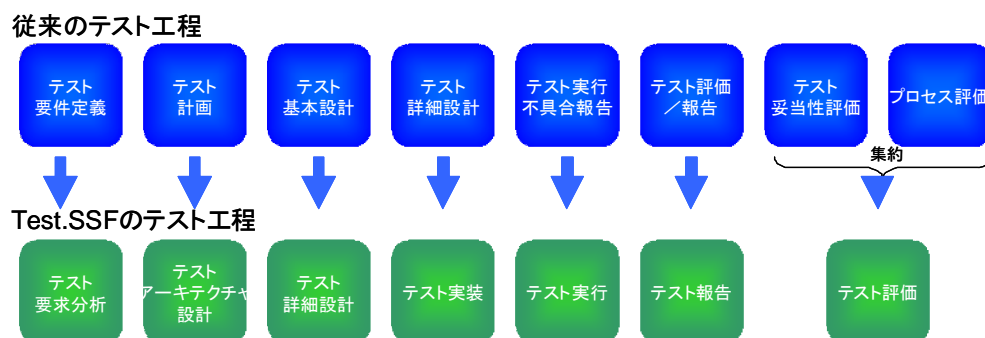 従来のテスト工程
テスト
要件定義
テスト
計画
テスト
基本設計
テスト
詳細設計
テスト実行
不具合報告
テスト評価
／報告
テスト
妥当性評価
プロセス評価
集約
Test.SSFのテスト工程
テスト
要求分析
テスト
アーキテクチャ
設計
テスト
詳細設計
テスト実装
テスト実行
テスト報告
テスト評価